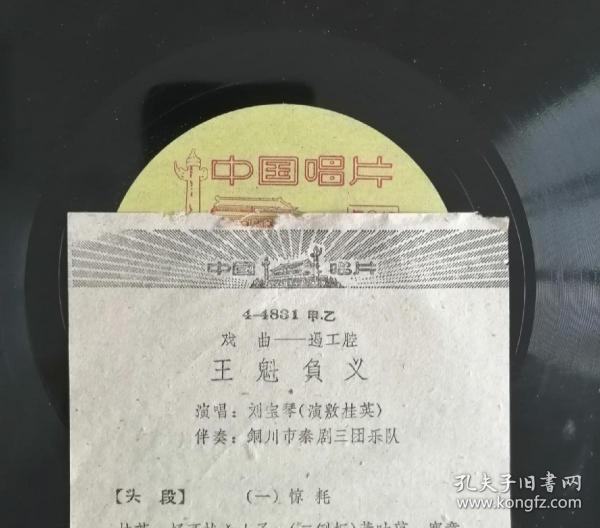 中国唱片
中国 唱片
4-4831 甲.乙
戏曲——遏工腔
王魁負义
演唱：刘宝琴(演敫桂英)
伴奏：銅川市秦剧三团乐队
【头段】 (一)惊耗
孔夫子旧书网
www.kongfz.com